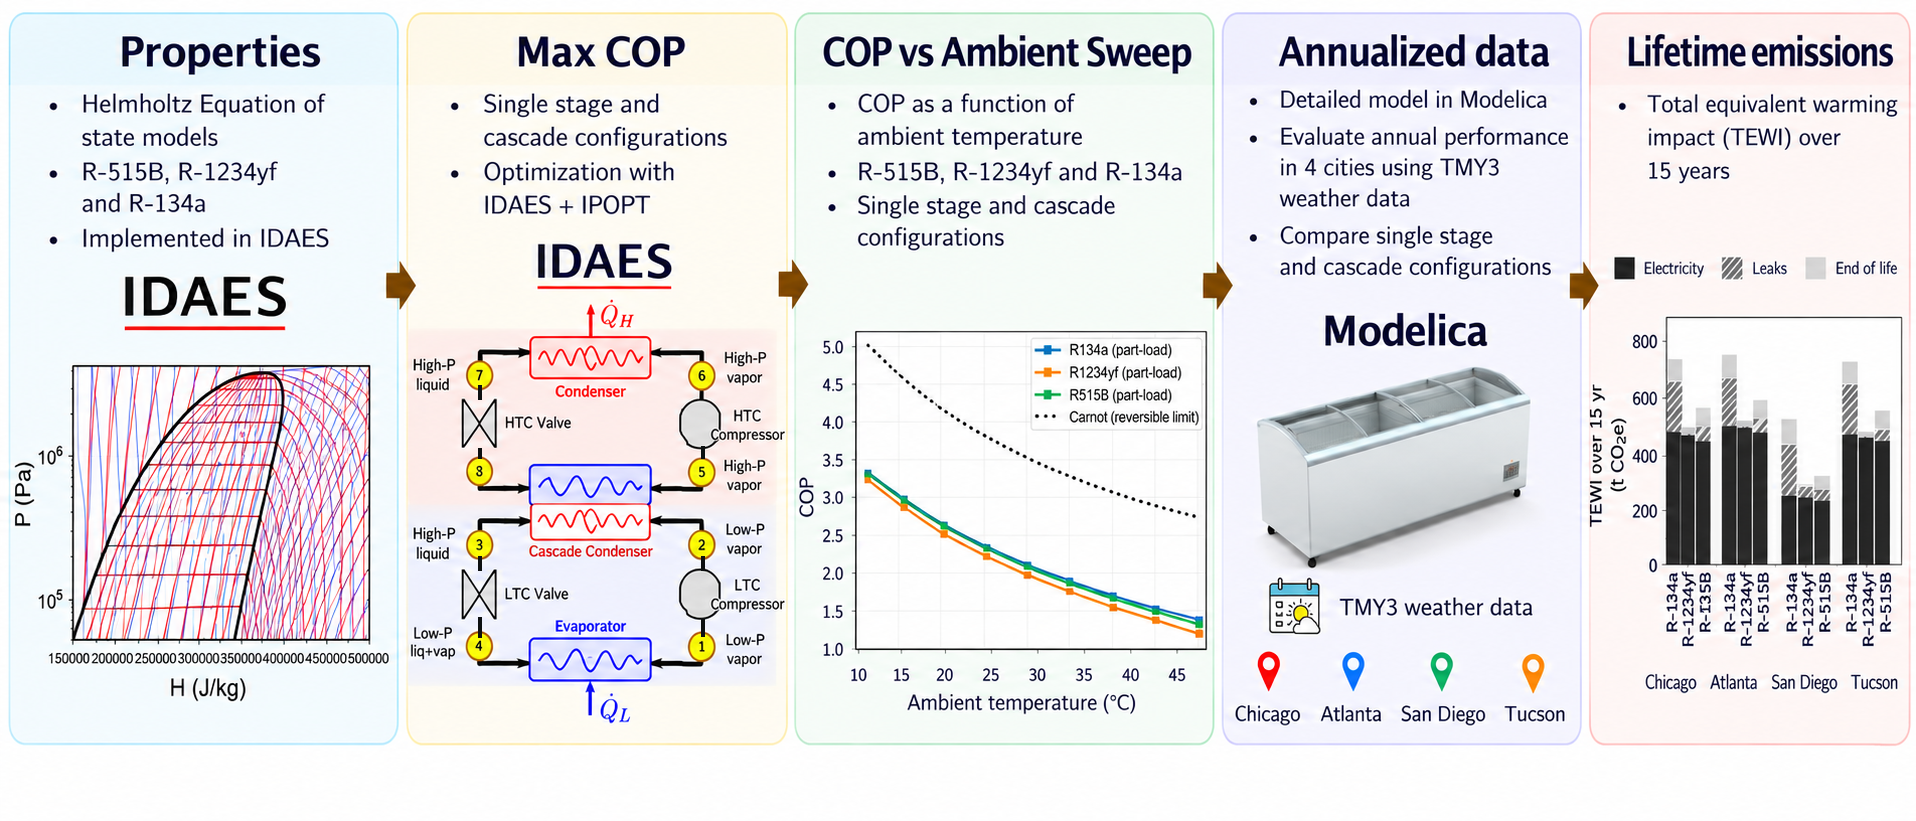 Properties
• Helmholtz Equation of
state models
• R-515B, R-1234yf
and R-134a
• Implemented in IDAES
IDAES
P (Pa)
10⁶
10⁵
150000 200000 250000 300000 350000 400000 450000 500000
H (J/kg)
Max COP
• Single stage and
cascade configurations
• Optimization with
IDAES + IPOPT
IDAES
Q̇_H
High-P
liquid
7
Condenser
6
High-P
vapor
HTC Valve
HTC
Compressor
8
5
High-P
vapor
High-P
liquid
3
Cascade Condenser
2
Low-P
vapor
LTC Valve
LTC
Compressor
Low-P
liq+vap
4
Evaporator
1
Low-P
vapor
Q̇_L
COP vs Ambient Sweep
• COP as a function of
ambient temperature
• R-515B, R-1234yf and R-134a
• Single stage and cascade
configurations
R134a (part-load)
R1234yf (part-load)
R515B (part-load)
Carnot (reversible limit)
COP
5.0
4.5
4.0
3.5
3.0
2.5
2.0
1.5
1.0
10 15 20 25 30 35 40 45
Ambient temperature (°C)
Annualized data
• Detailed model in Modelica
• Evaluate annual performance
in 4 cities using TMY3
weather data
• Compare single stage
and cascade configurations
Modelica
TMY3 weather data
Chicago Atlanta San Diego Tucson
Lifetime emissions
• Total equivalent warming
impact (TEWI) over
15 years
Electricity Leaks End of life
TEWI over 15 yr
(t CO₂e)
800
600
400
200
0
R-134a
R-1234yf
R-135B
R-134a
R-1234yf
R-515B
R-134a
R-1234yf
R-515B
R-134a
R-1234yf
R-515B
Chicago Atlanta San Diego Tucson